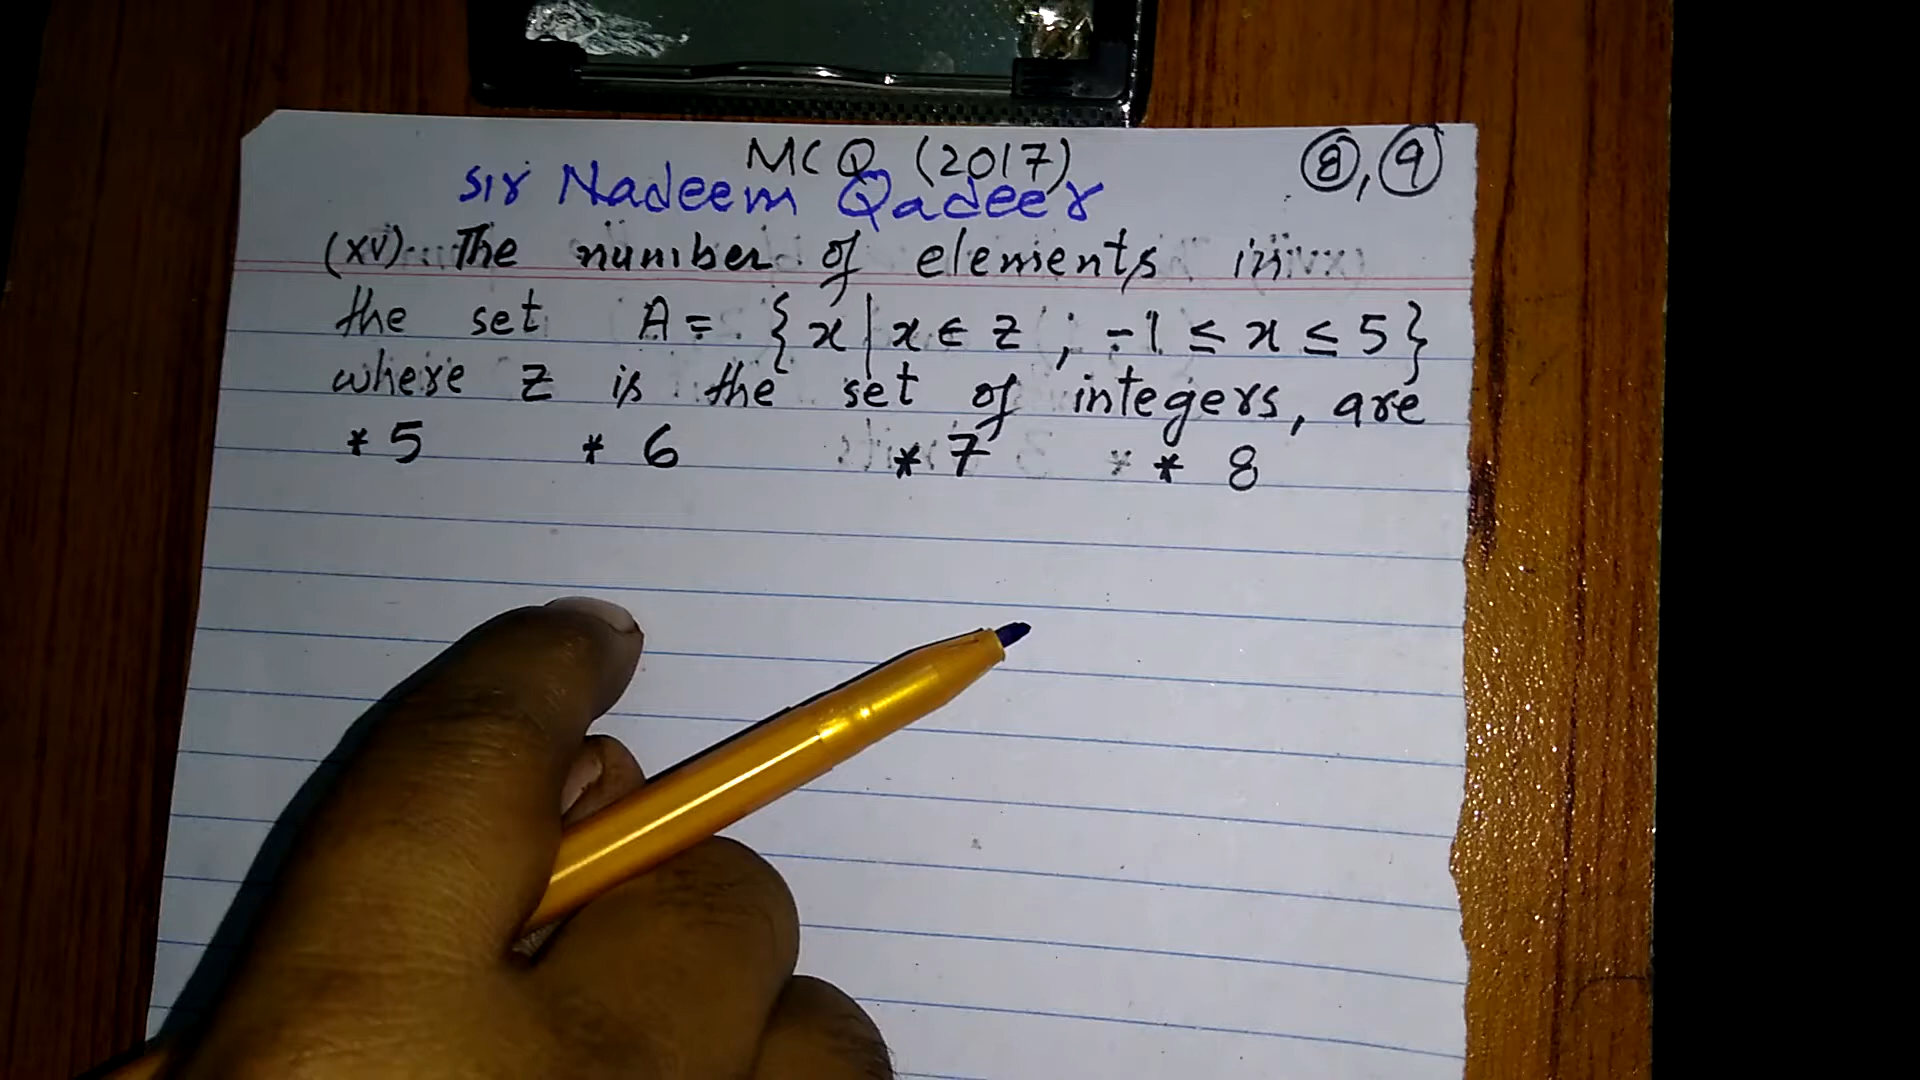 MCQ (2017) ⑧,⑨
Sir Nadeem Qadeer
(xv) The number of elements in
the set A = {x|x ∈ z ; -1 ≤ x ≤ 5}
where z is the set of integers, are
* 5 * 6 * 7 * 8